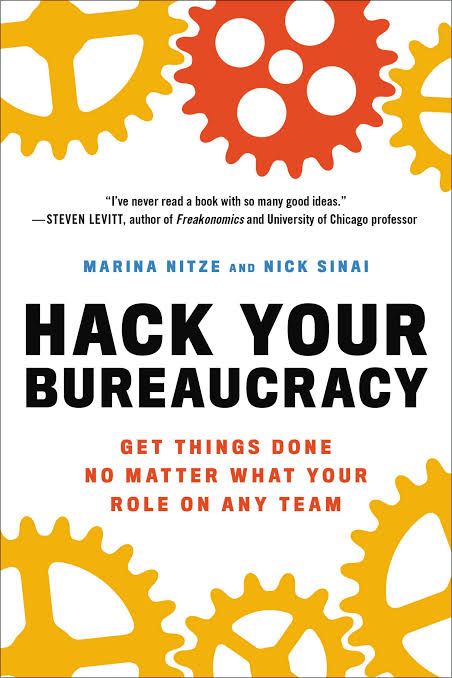 “I’ve never read a book with so many good ideas.”
—STEVEN LEVITT, author of Freakonomics and University of Chicago professor
MARINA NITZE AND NICK SINAI
HACK YOUR
BUREAUCRACY
GET THINGS DONE
NO MATTER WHAT YOUR
ROLE ON ANY TEAM